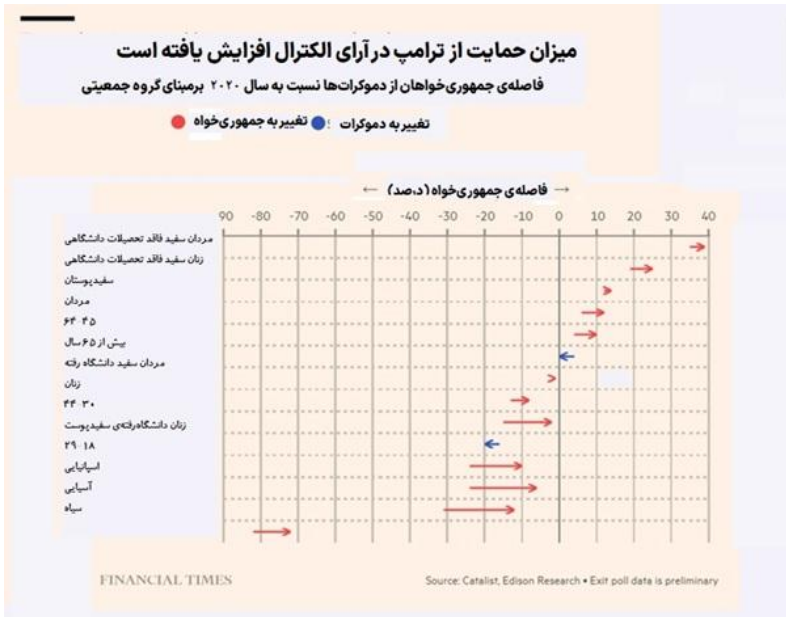 میزان حمایت از ترامپ در آرای الکترال افزایش یافته است
فاصله‌ی جمهوری‌خواهان از دموکرات‌ها نسبت به سال ۲۰۲۰ برمبنای گروه جمعیتی
تغییر به دموکرات تغییر به جمهوری‌خواه
← فاصله‌ی جمهوری‌خواه (درصد) →
90 -80 -70 -60 -50 -40 -30 -20 -10 0 10 20 30 40
مردان سفید فاقد تحصیلات دانشگاهی
زنان سفید فاقد تحصیلات دانشگاهی
سفیدپوستان
مردان
۶۴-۴۵
بیش از ۶۵ سال
مردان سفید دانشگاه رفته
زنان
۴۴-۳۰
زنان دانشگاه‌رفته‌ی سفیدپوست
۲۹-۱۸
اسپانیایی
آسیایی
سیاه
FINANCIAL TIMES
Source: Catalist, Edison Research • Exit poll data is preliminary